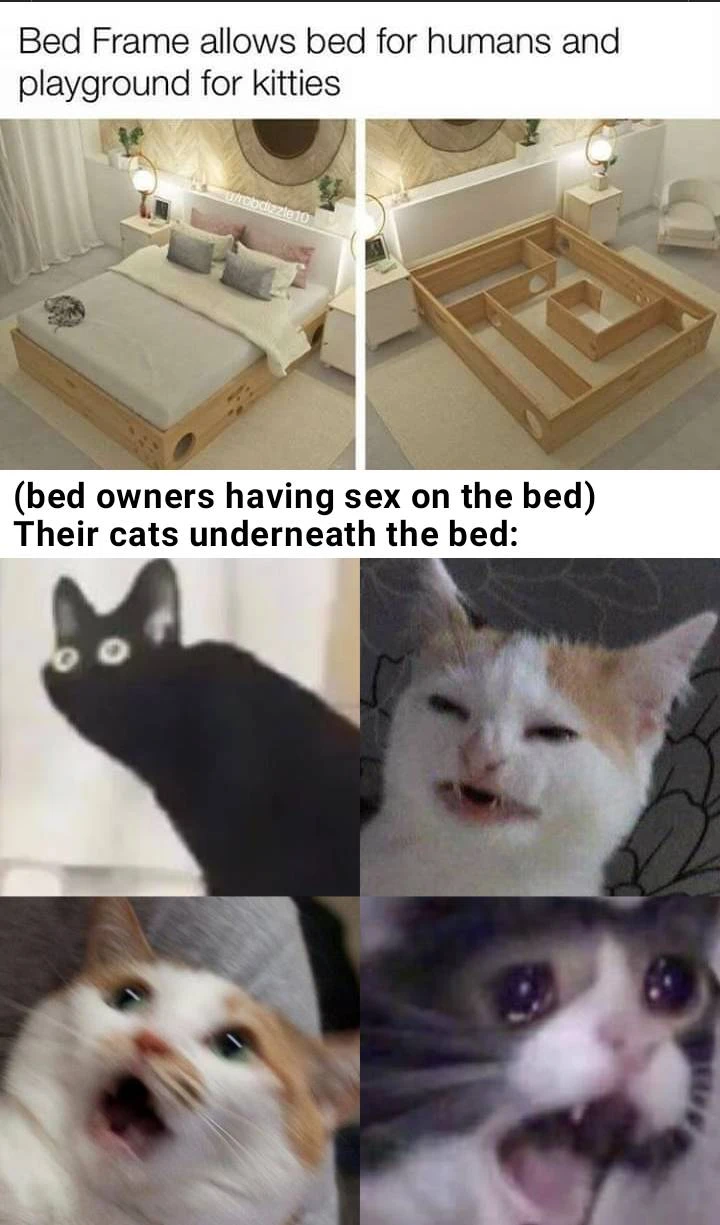 Bed Frame allows bed for humans and
playground for kitties
u/robdizzle10
(bed owners having sex on the bed)
Their cats underneath the bed: